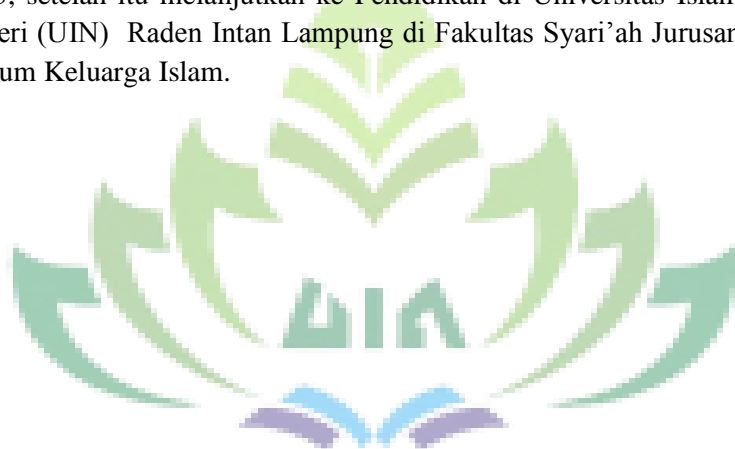 setelah itu melanjutkan ke Pendidikan di Universitas Islam
eri (UIN) Raden Intan Lampung di Fakultas Syari’ah Jurusan
um Keluarga Islam.
UIN